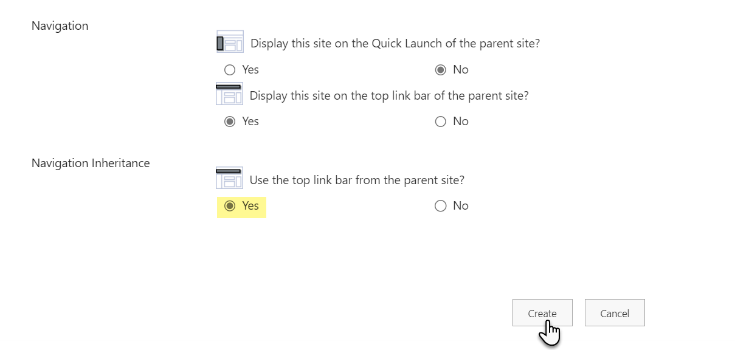 Navigation
Display this site on the Quick Launch of the parent site?
Yes No
Display this site on the top link bar of the parent site?
Yes No
Navigation Inheritance
Use the top link bar from the parent site?
Yes No
Create Cancel